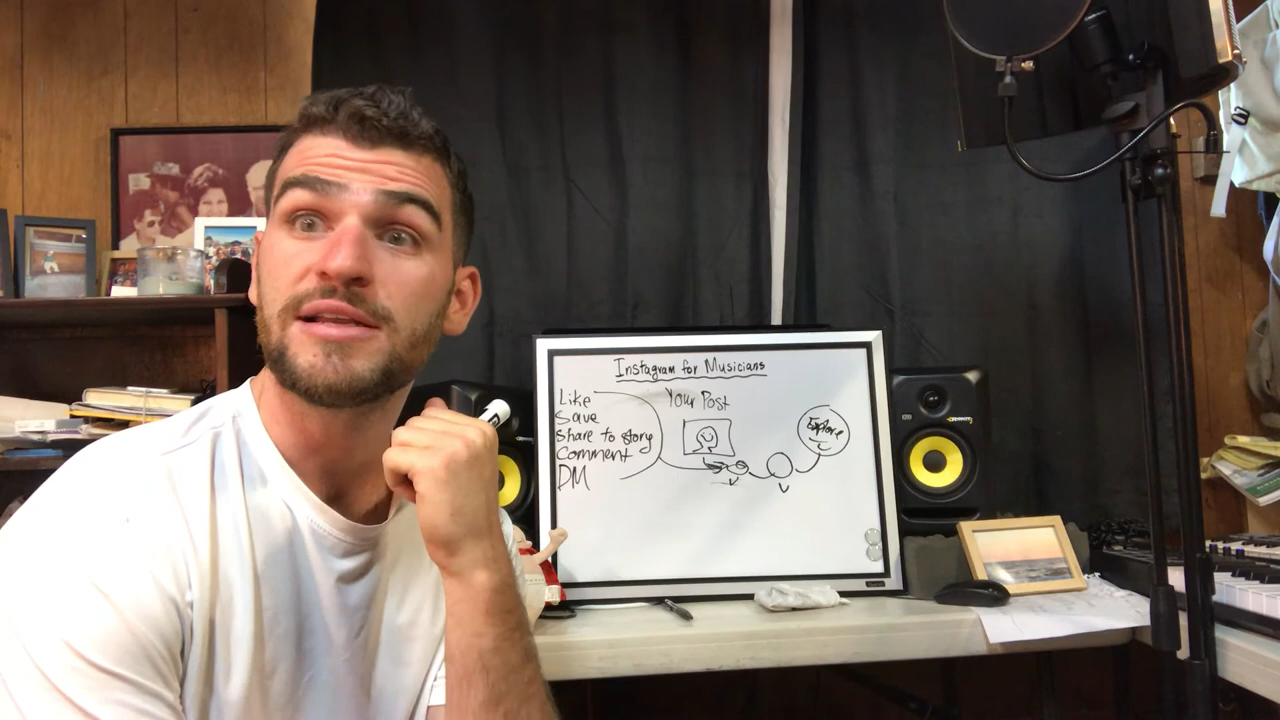 Instagram for Musicians
Like
Save
Share to story
Comment
DM
Your Post
Explore